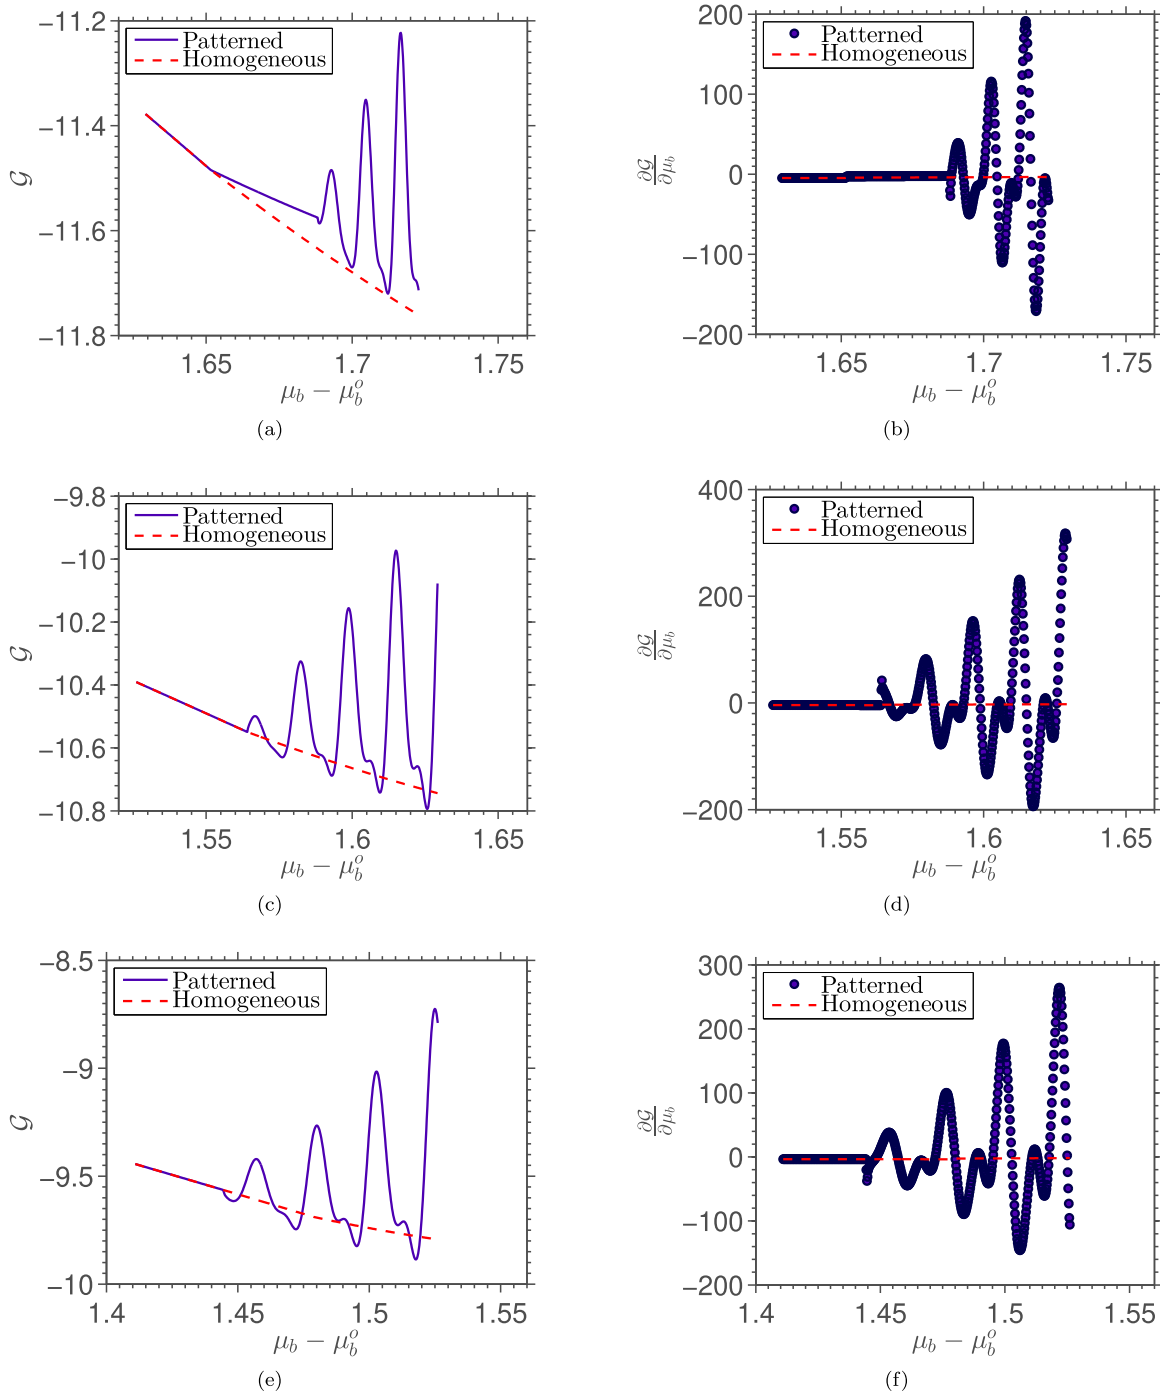 −11.2
−11.4
−11.6
−11.8
𝒢
Patterned
Homogeneous
1.65
1.7
1.75
μ_b − μ_b^o
(a)
200
100
0
−100
−200
∂𝒢/∂μ_b
Patterned
Homogeneous
1.65
1.7
1.75
μ_b − μ_b^o
(b)
−9.8
−10
−10.2
−10.4
−10.6
−10.8
𝒢
Patterned
Homogeneous
1.55
1.6
1.65
μ_b − μ_b^o
(c)
400
200
0
−200
∂𝒢/∂μ_b
Patterned
Homogeneous
1.55
1.6
1.65
μ_b − μ_b^o
(d)
−8.5
−9
−9.5
−10
𝒢
Patterned
Homogeneous
1.4
1.45
1.5
1.55
μ_b − μ_b^o
(e)
300
200
100
0
−100
−200
∂𝒢/∂μ_b
Patterned
Homogeneous
1.4
1.45
1.5
1.55
μ_b − μ_b^o
(f)